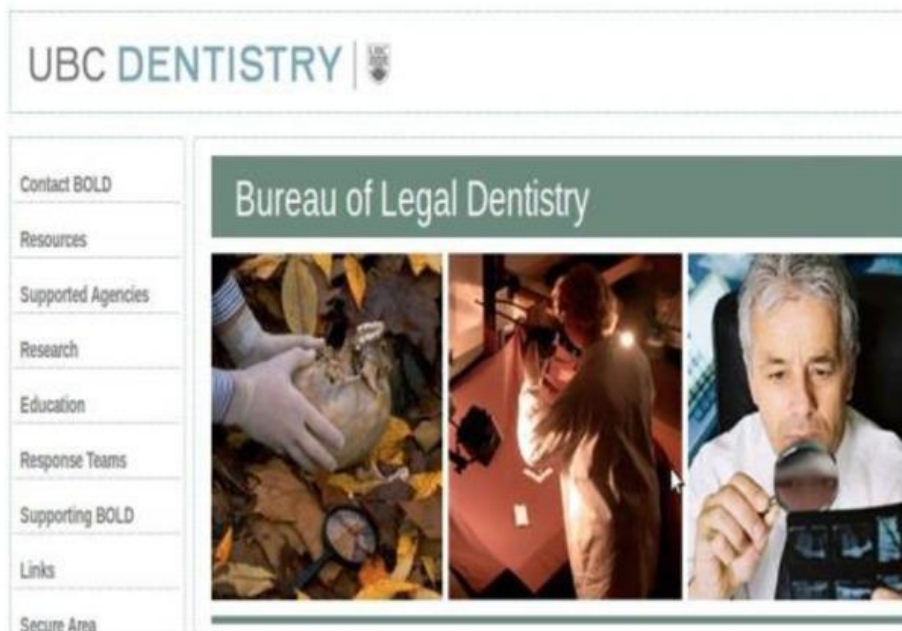 UBC DENTISTRY
Contact BOLD
Resources
Supported Agencies
Research
Education
Response Teams
Supporting BOLD
Links
Secure Area
Bureau of Legal Dentistry